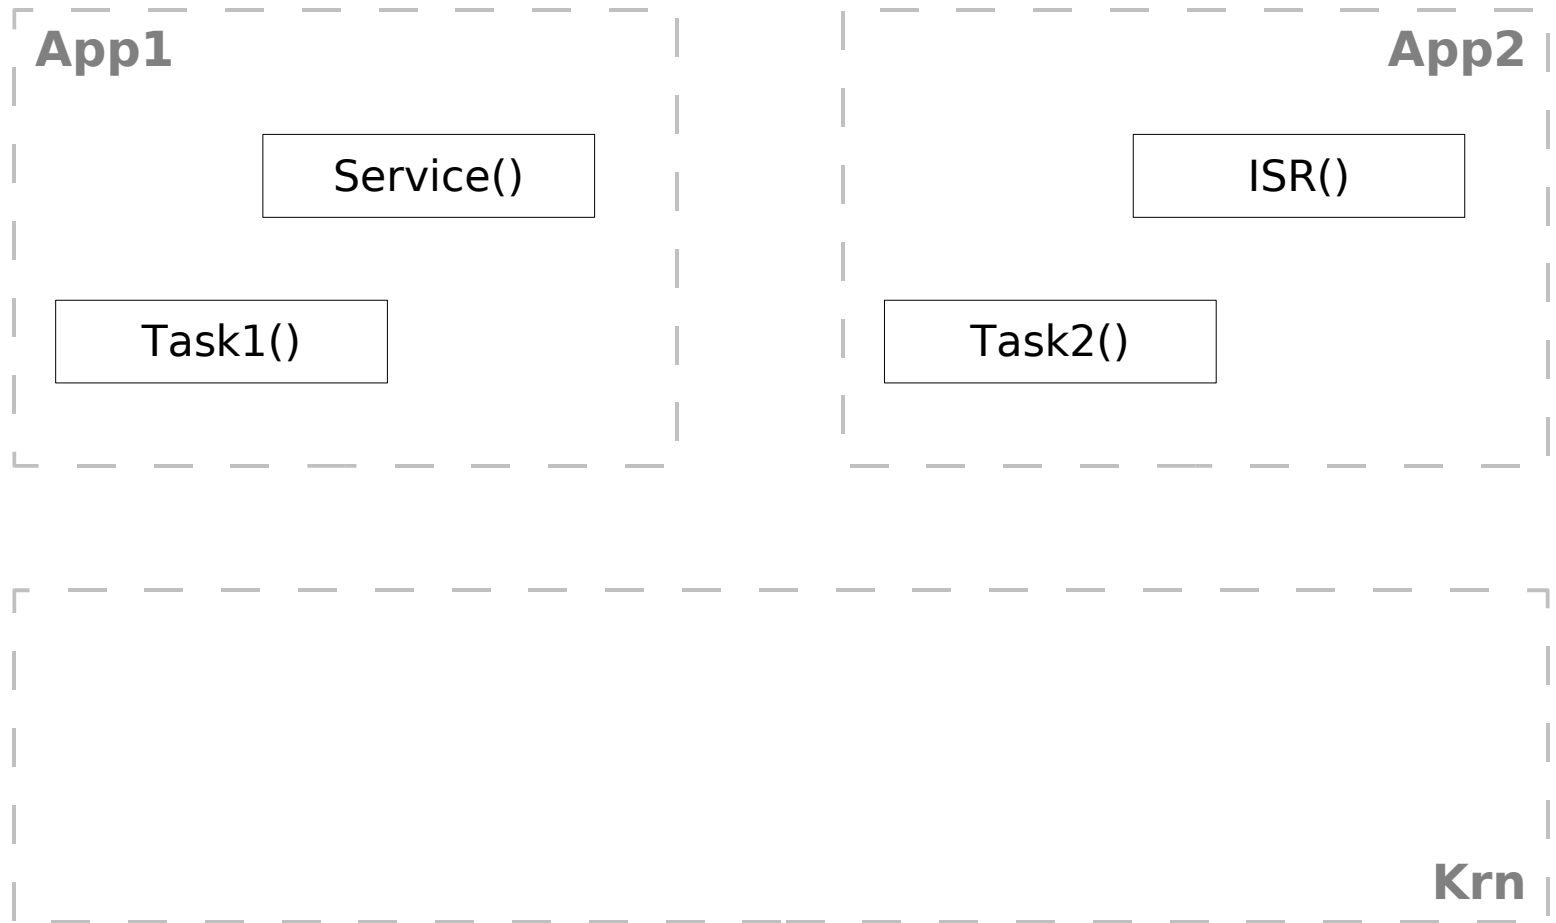 App1
App2
Service()
ISR()
Task1()
Task2()
Krn